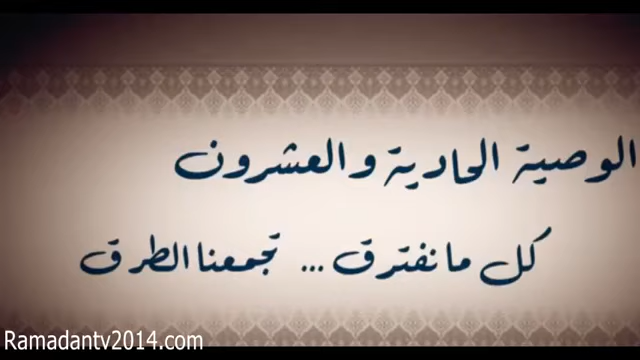 الوصية الحادية والعشرون
كل ما نفترق ... تجمعنا الطرق
Ramadantv2014.com